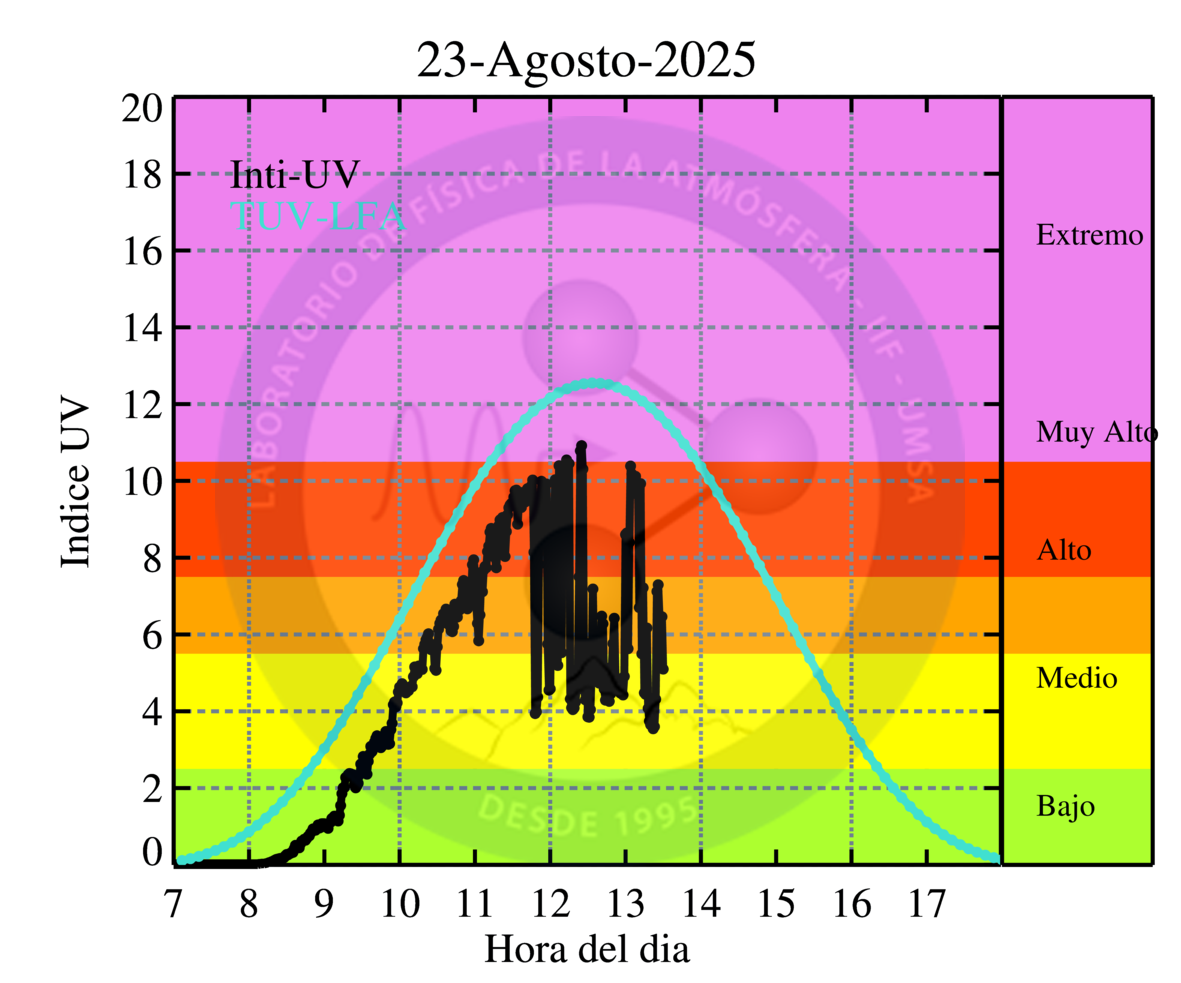 23-Agosto-2025
20
18
16
14
12
10
8
6
4
2
0
Indice UV
Inti-UV
TUV-LFA
LABORATORIO DE FÍSICA DE LA ATMÓSFERA - IIF - UMSA
DESDE 1995
Extremo
Muy Alto
Alto
Medio
Bajo
7 8 9 10 11 12 13 14 15 16 17
Hora del dia